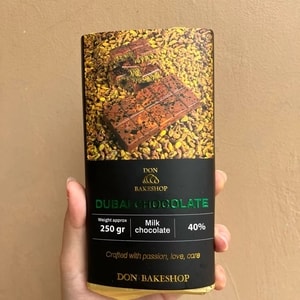 DON
BAKESHOP
DUBAI CHOCOLATE
Weight approx
250 gr
Milk
chocolate
40%
Crafted with passion, love, care
DON BAKESHOP